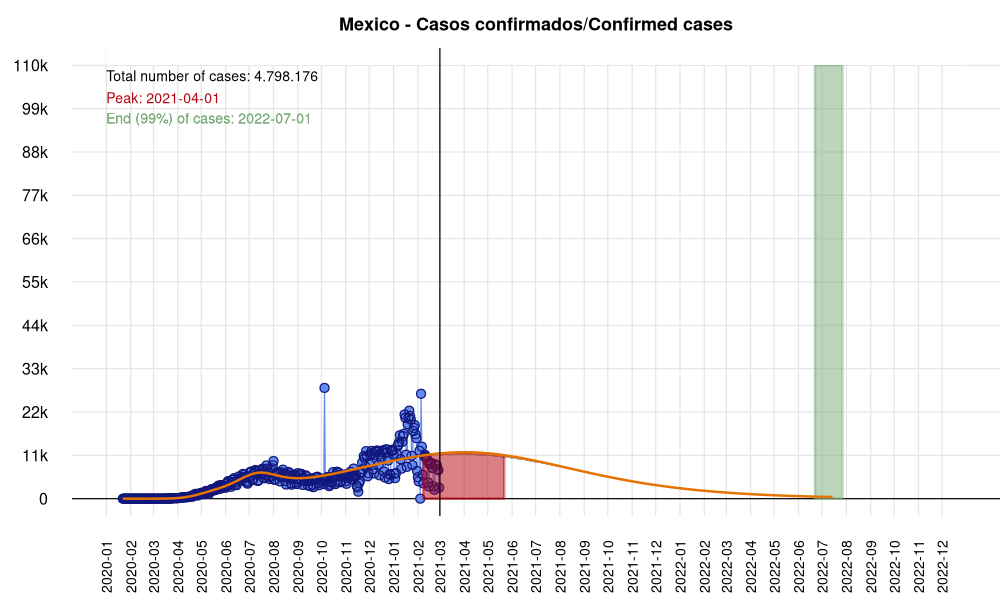 Mexico - Casos confirmados/Confirmed cases
Total number of cases: 4.798.176
Peak: 2021-04-01
End (99%) of cases: 2022-07-01
110k
99k
88k
77k
66k
55k
44k
33k
22k
11k
0
2020-01
2020-02
2020-03
2020-04
2020-05
2020-06
2020-07
2020-08
2020-09
2020-10
2020-11
2020-12
2021-01
2021-02
2021-03
2021-04
2021-05
2021-06
2021-07
2021-08
2021-09
2021-10
2021-11
2021-12
2022-01
2022-02
2022-03
2022-04
2022-05
2022-06
2022-07
2022-08
2022-09
2022-10
2022-11
2022-12